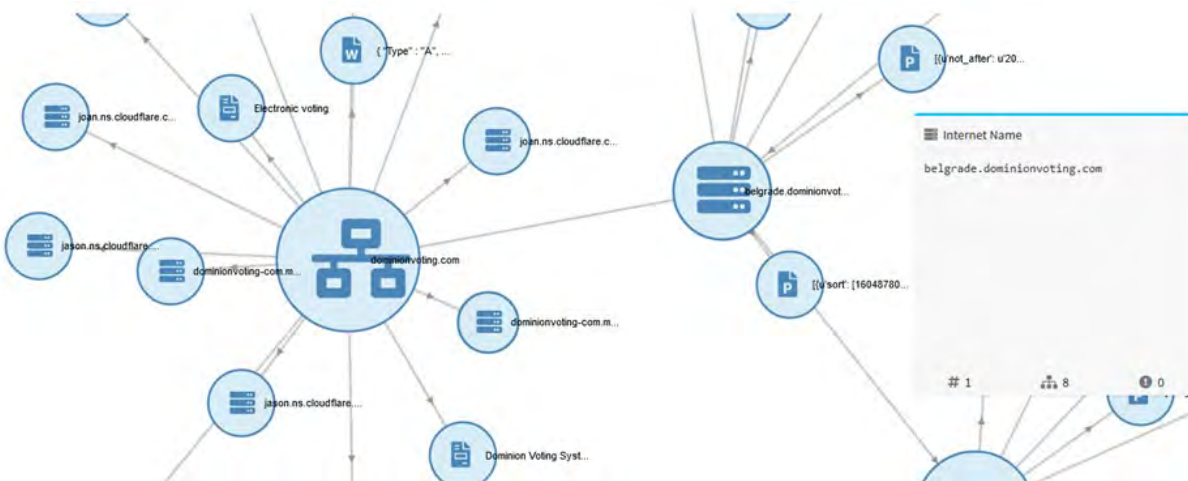 { "Type" : "A", ...
[{u'not_after': u'20...
Electronic voting
joan.ns.cloudflare.c...
joan.ns.cloudflare.c...
Internet Name
belgrade.dominionvoting.com
belgrade.dominionvot...
jason.ns.cloudflare....
dominionvoting-com.m...
dominionvoting.com
[{u'sort': [16048780...
dominionvoting-com.m...
# 1
8
0
jason.ns.cloudflare....
Dominion Voting Syst...